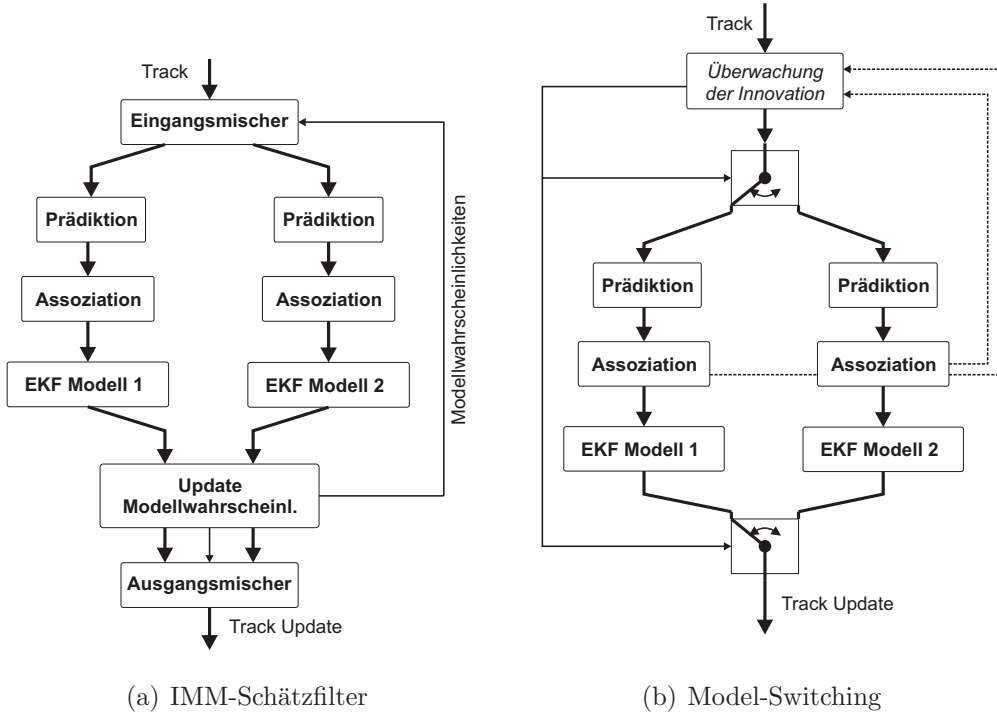 Track
Eingangsmischer
Prädiktion
Prädiktion
Assoziation
Assoziation
EKF Modell 1
EKF Modell 2
Modellwahrscheinlichkeiten
Update
Modellwahrscheinl.
Ausgangsmischer
Track Update
(a) IMM-Schätzfilter
Track
Überwachung
der Innovation
Prädiktion
Prädiktion
Assoziation
Assoziation
EKF Modell 1
EKF Modell 2
Track Update
(b) Model-Switching